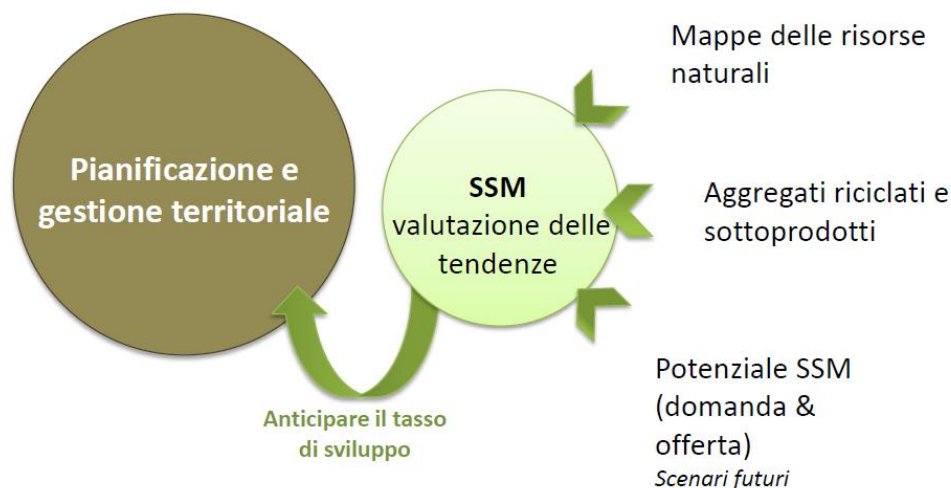 Mappe delle risorse
naturali
Pianificazione e
gestione territoriale
SSM
valutazione delle
tendenze
Aggregati riciclati e
sottoprodotti
Anticipare il tasso
di sviluppo
Potenziale SSM
(domanda &
offerta)
Scenari futuri